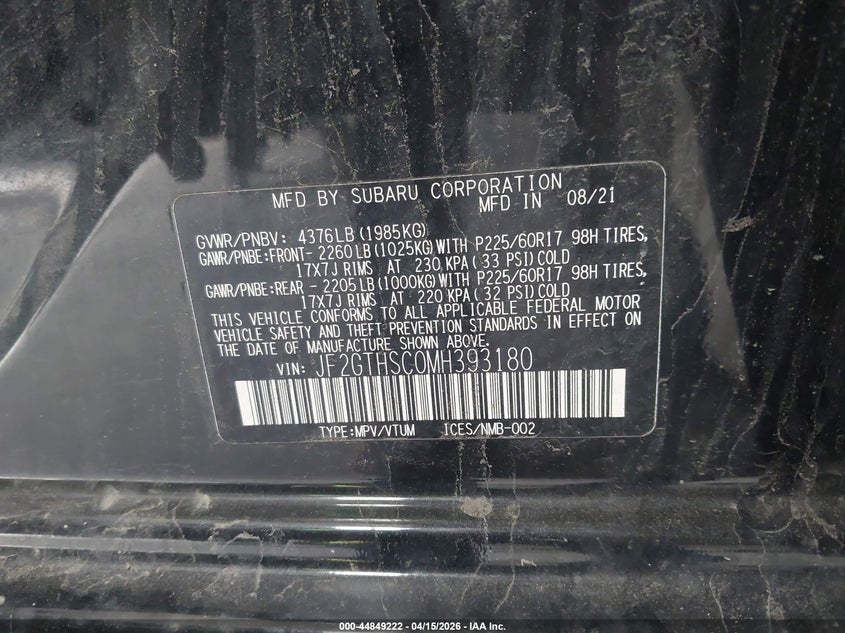 MFD BY SUBARU CORPORATION
MFD IN 08/21
GVWR/PNBV: 4376LB(1985KG)
GAWR/PNBE:FRONT- 2260LB(1025KG)WITH P225/60R17 98H TIRES,
17X7J RIMS AT 230 KPA( 33 PSI)COLD
GAWR/PNBE:REAR - 2205LB(1000KG)WITH P225/60R17 98H TIRES,
17X7J RIMS AT 220 KPA( 32 PSI)COLD
THIS VEHICLE CONFORMS TO ALL APPLICABLE FEDERAL MOTOR
VEHICLE SAFETY AND THEFT PREVENTION STANDARDS IN EFFECT ON
THE DATE OF MANUFACTURE SHOWN ABOVE.
VIN: JF2GTHSC0MH393180
TYPE:MPV/VTUM ICES/NMB-002
000-44849222 - 04/15/2026 - IAA Inc.